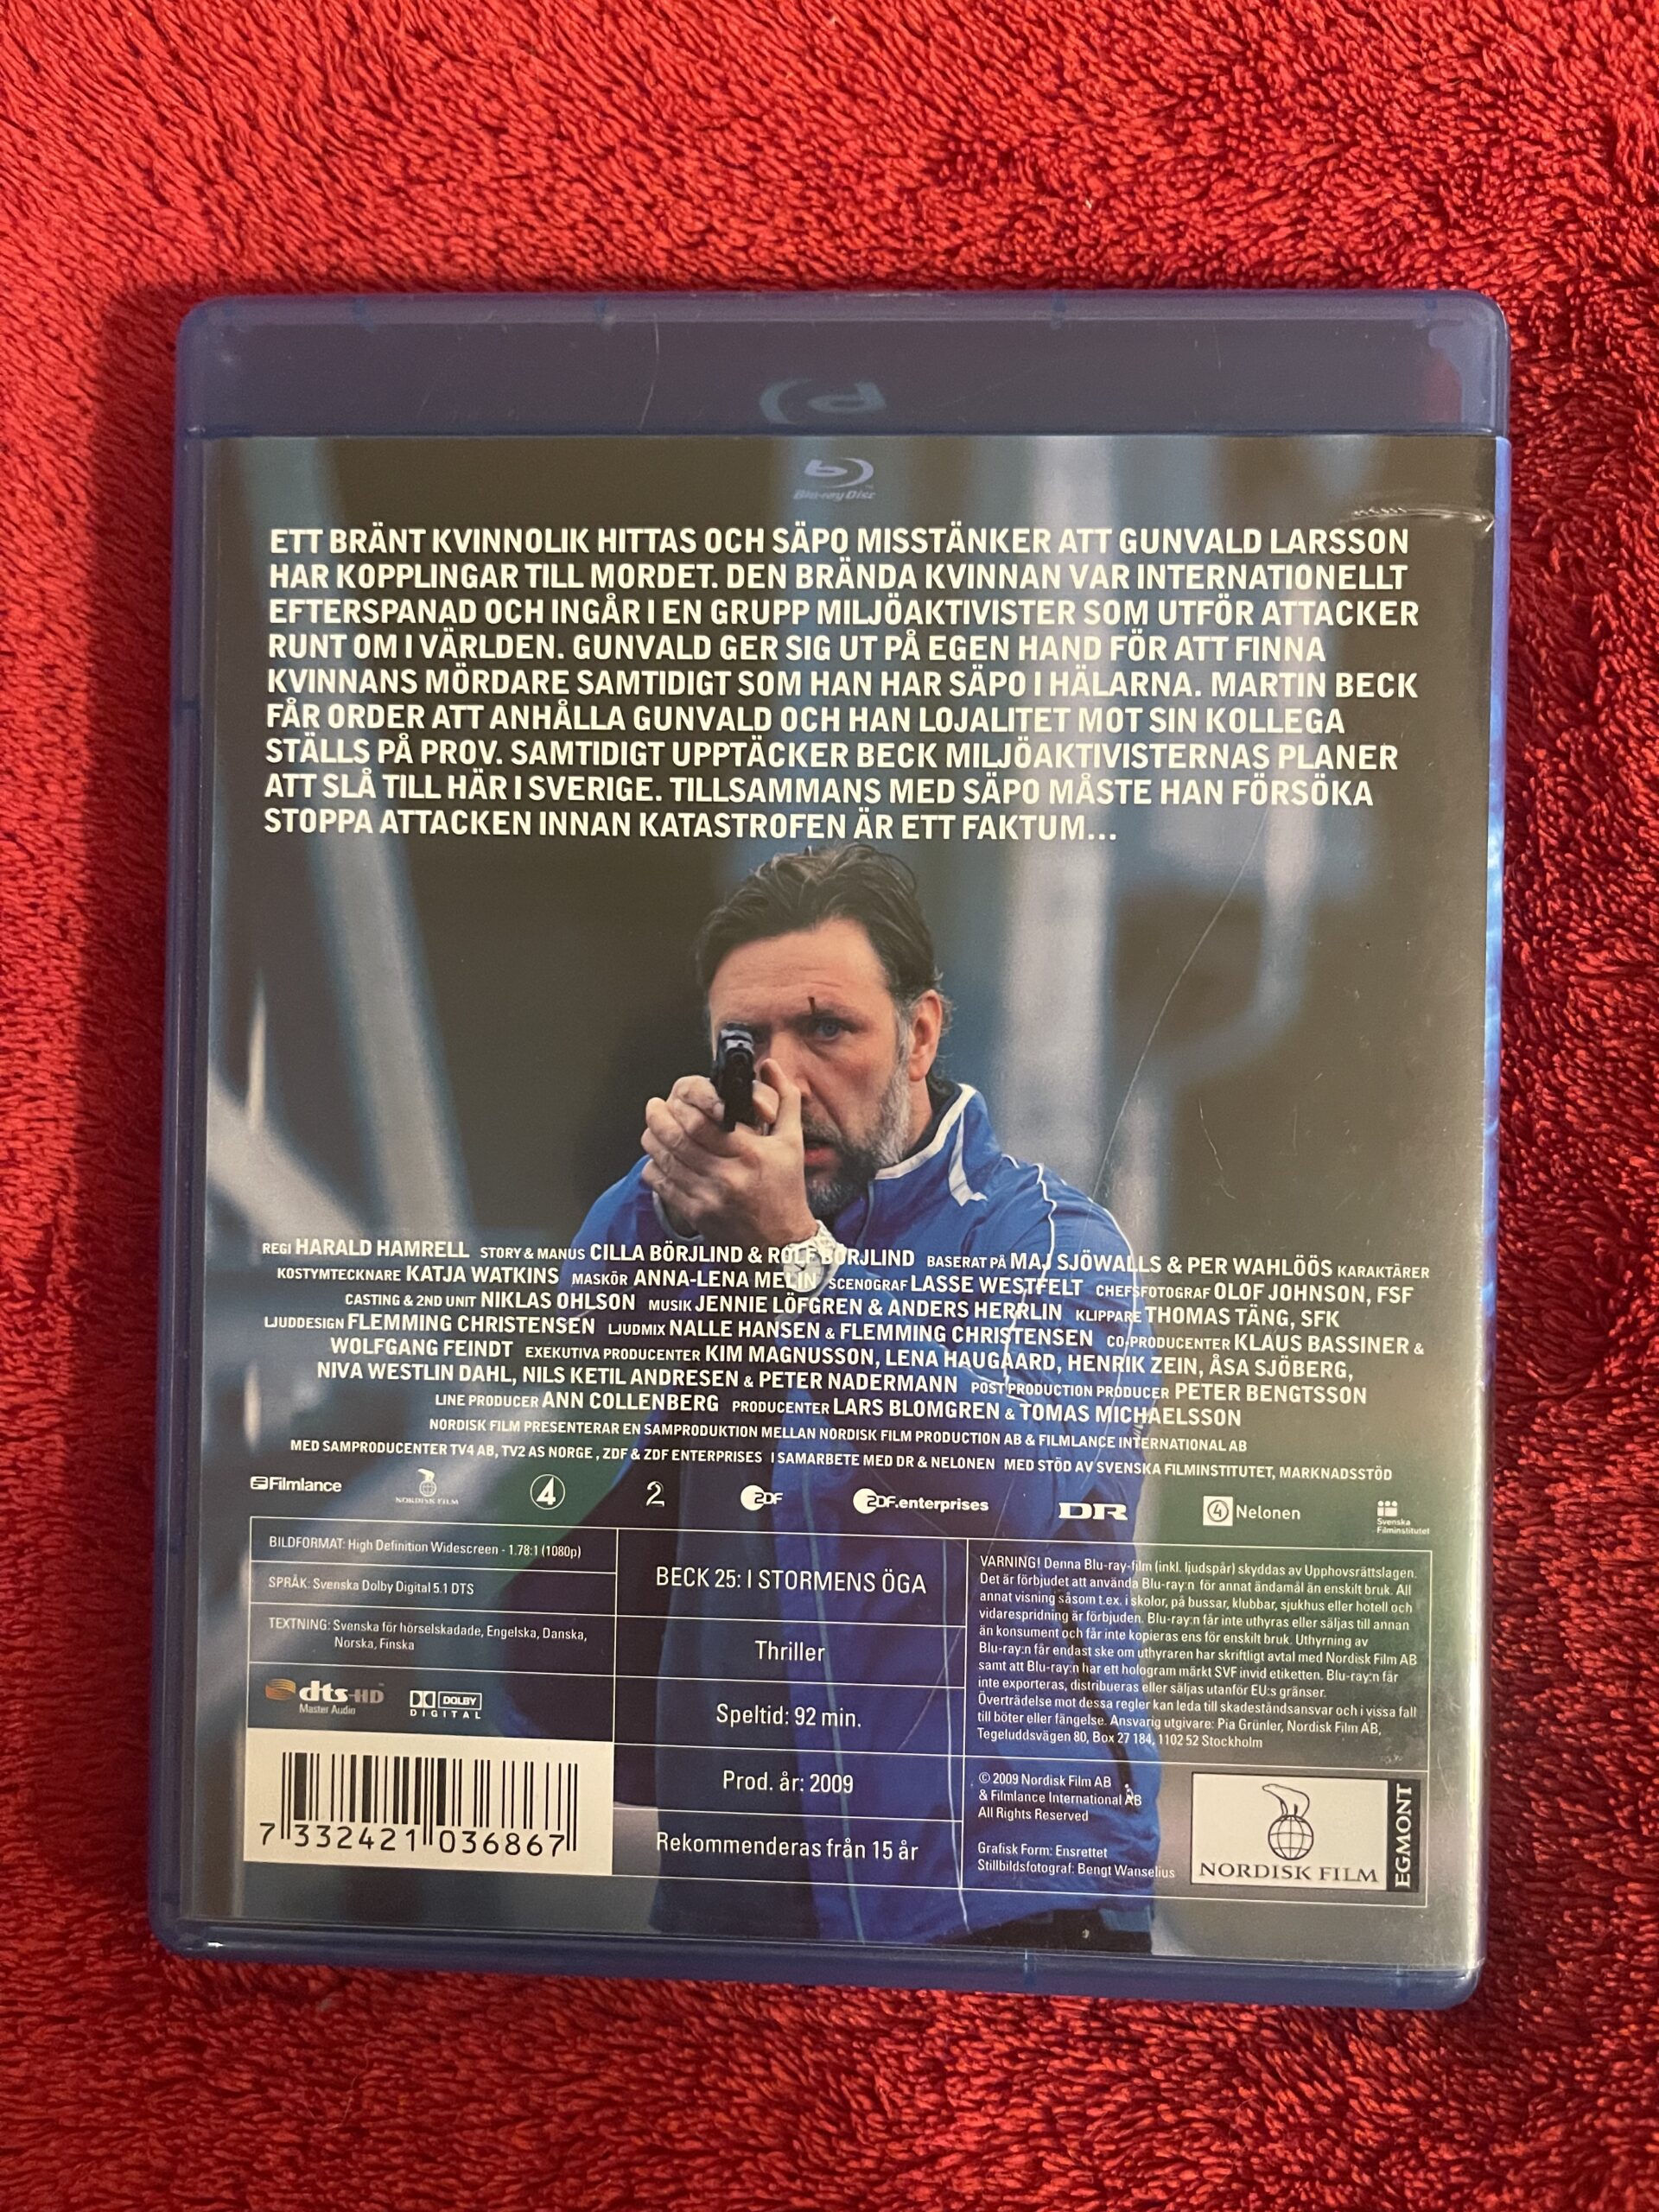 Blu-ray Disc
ETT BRÄNT KVINNOLIK HITTAS OCH SÄPO MISSTÄNKER ATT GUNVALD LARSSON
HAR KOPPLINGAR TILL MORDET. DEN BRÄNDA KVINNAN VAR INTERNATIONELLT
EFTERSPANAD OCH INGÅR I EN GRUPP MILJÖAKTIVISTER SOM UTFÖR ATTACKER
RUNT OM I VÄRLDEN. GUNVALD GER SIG UT PÅ EGEN HAND FÖR ATT FINNA
KVINNANS MÖRDARE SAMTIDIGT SOM HAN HAR SÄPO I HÄLARNA. MARTIN BECK
FÅR ORDER ATT ANHÅLLA GUNVALD OCH HAN LOJALITET MOT SIN KOLLEGA
STÄLLS PÅ PROV. SAMTIDIGT UPPTÄCKER BECK MILJÖAKTIVISTERNAS PLANER
ATT SLÅ TILL HÄR I SVERIGE. TILLSAMMANS MED SÄPO MÅSTE HAN FÖRSÖKA
STOPPA ATTACKEN INNAN KATASTROFEN ÄR ETT FAKTUM...
REGI HARALD HAMRELL STORY & MANUS CILLA BÖRJLIND & ROLF BÖRJLIND BASERAT PÅ MAJ SJÖWALLS & PER WAHLÖÖS KARAKTÄRER
KOSTYMTECKNARE KATJA WATKINS MASKÖR ANNA-LENA MELIN SCENOGRAF LASSE WESTFELT CHEFSFOTOGRAF OLOF JOHNSON, FSF
CASTING & 2ND UNIT NIKLAS OHLSON MUSIK JENNIE LÖFGREN & ANDERS HERRLIN KLIPPARE THOMAS TÄNG, SFK
LJUDDESIGN FLEMMING CHRISTENSEN LJUDMIX NALLE HANSEN & FLEMMING CHRISTENSEN CO-PRODUCENTER KLAUS BASSINER &
WOLFGANG FEINDT EXEKUTIVA PRODUCENTER KIM MAGNUSSON, LENA HAUGAARD, HENRIK ZEIN, ÅSA SJÖBERG,
NIVA WESTLIN DAHL, NILS KETIL ANDRESEN & PETER NADERMANN POST PRODUCTION PRODUCER PETER BENGTSSON
LINE PRODUCER ANN COLLENBERG PRODUCENTER LARS BLOMGREN & TOMAS MICHAELSSON
NORDISK FILM PRESENTERAR EN SAMPRODUKTION MELLAN NORDISK FILM PRODUCTION AB & FILMLANCE INTERNATIONAL AB
MED SAMPRODUCENTER TV4 AB, TV2 AS NORGE , ZDF & ZDF ENTERPRISES I SAMARBETE MED DR & NELONEN MED STÖD AV SVENSKA FILMINSTITUTET, MARKNADSSTÖD
Filmlance NORDISK FILM 4 2 ZDF ZDF.enterprises DR 4 Nelonen Svenska
Filminstitutet
BILDFORMAT: High Definition Widescreen - 1.78:1 (1080p)
SPRÅK: Svenska Dolby Digital 5.1 DTS
TEXTNING: Svenska för hörselskadade, Engelska, Danska,
Norska, Finska
dts-HD
Master Audio
DOLBY
DIGITAL
7 332421 036867
BECK 25: I STORMENS ÖGA
Thriller
Speltid: 92 min.
Prod. år: 2009
Rekommenderas från 15 år
VARNING! Denna Blu-ray-film (inkl. ljudspår) skyddas av Upphovsrättslagen.
Det är förbjudet att använda Blu-ray:n för annat ändamål än enskilt bruk. All
annat visning såsom t.ex. i skolor, på bussar, klubbar, sjukhus eller hotell och
vidarespridning är förbjuden. Blu-ray:n får inte uthyras eller säljas till annan
än konsument och får inte kopieras ens för enskilt bruk. Uthyrning av
Blu-ray:n får endast ske om uthyraren har skriftligt avtal med Nordisk Film AB
samt att Blu-ray:n har ett hologram märkt SVF invid etiketten. Blu-ray:n får
inte exporteras, distribueras eller säljas utanför EU:s gränser.
Överträdelse mot dessa regler kan leda till skadeståndsansvar och i vissa fall
till böter eller fängelse. Ansvarig utgivare: Pia Grünler, Nordisk Film AB,
Tegeluddsvägen 80, Box 27 184, 1102 52 Stockholm
© 2009 Nordisk Film AB
& Filmlance International AB
All Rights Reserved
Grafisk Form: Ensrettet
Stillbildsfotograf: Bengt Wanselius
NORDISK FILM
EGMONT